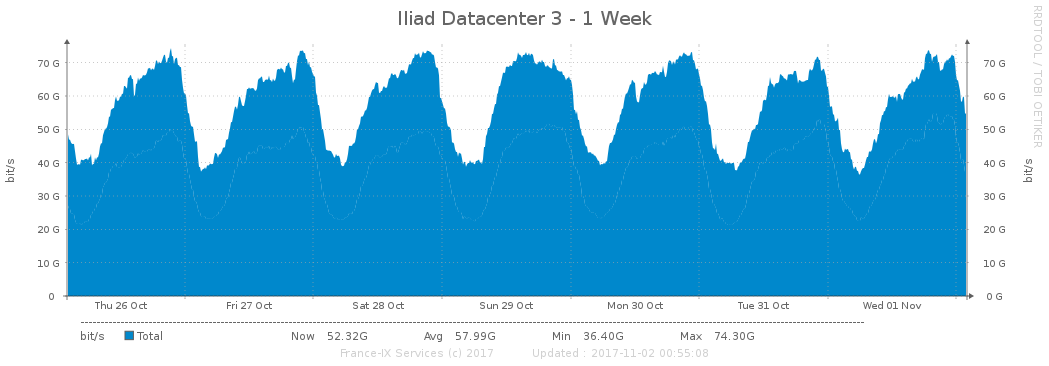 Iliad Datacenter 3 - 1 Week
RRDTOOL / TOBI OETIKER
bit/s
70 G 70 G
60 G 60 G
50 G 50 G
40 G 40 G
30 G 30 G
20 G 20 G
10 G 10 G
0 0 G
bit/s
Thu 26 Oct Fri 27 Oct Sat 28 Oct Sun 29 Oct Mon 30 Oct Tue 31 Oct Wed 01 Nov
bit/s Total Now 52.32G Avg 57.99G Min 36.40G Max 74.30G
France-IX Services (c) 2017 Updated : 2017-11-02 00:55:08